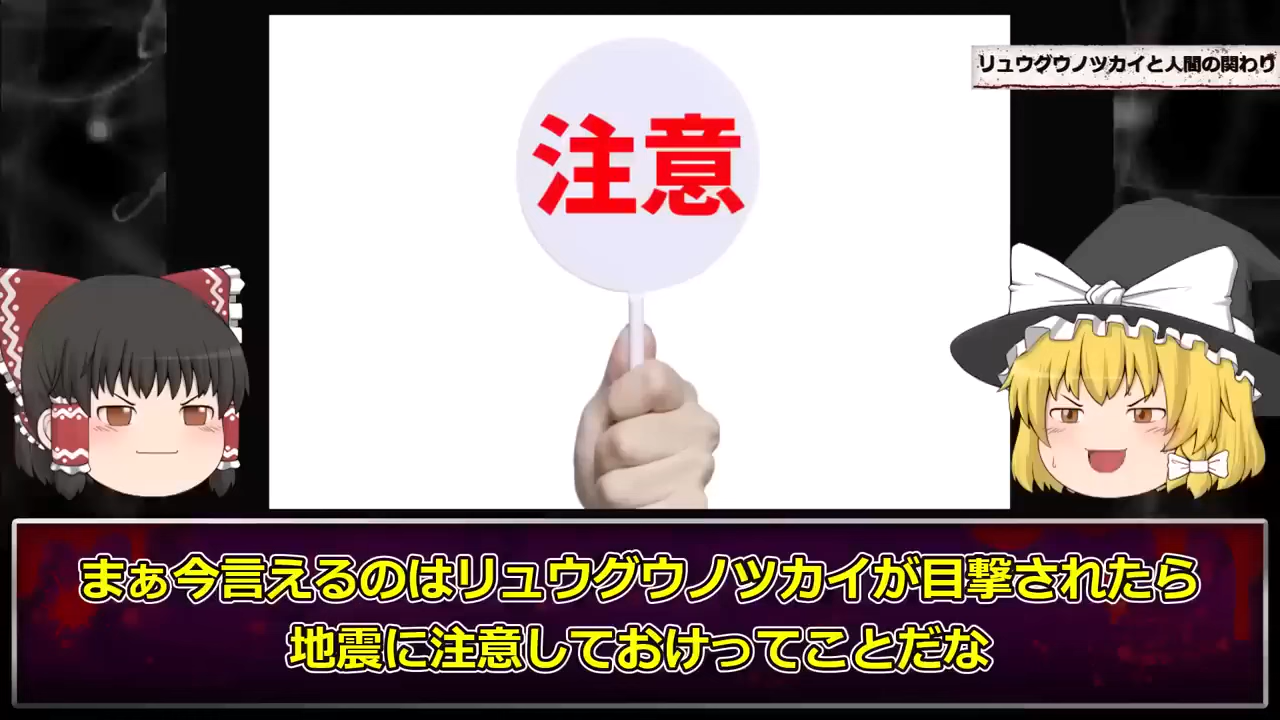 リュウグウノツカイと人間の関わり
注意
まぁ今言えるのはリュウグウノツカイが目撃されたら
地震に注意しておけってことだな